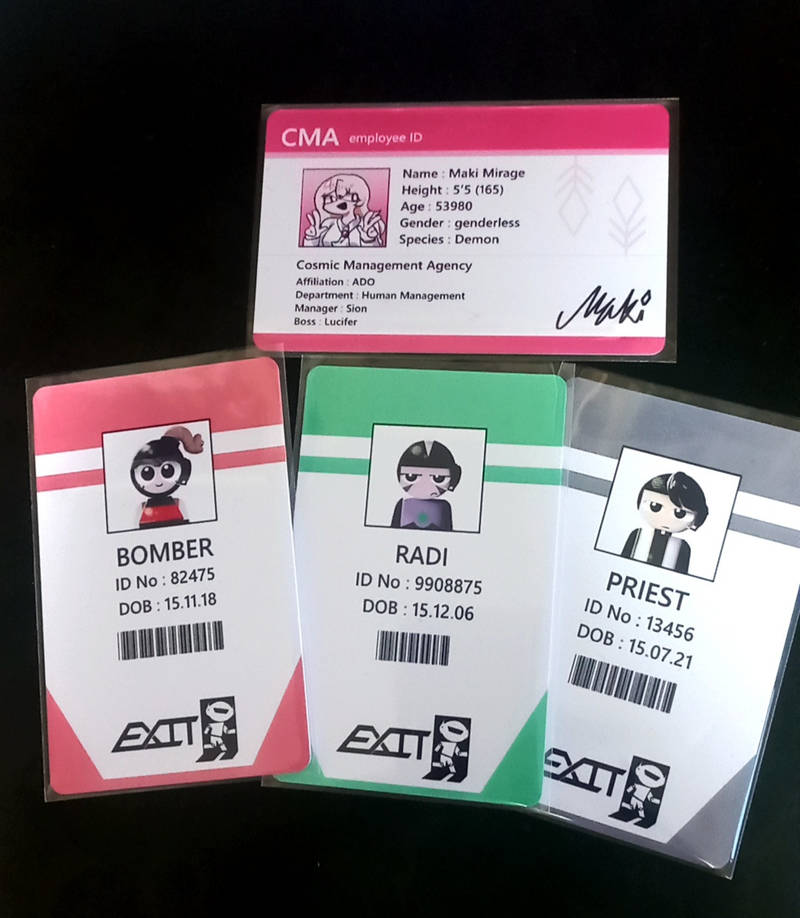 CMA employee ID
Name : Maki Mirage
Height : 5'5 (165)
Age : 53980
Gender : genderless
Species : Demon
Cosmic Management Agency
Affiliation : ADO
Department : Human Management
Manager : Sion
Boss : Lucifer
Maki
BOMBER
ID No : 82475
DOB : 15.11.18
EXIT
RADI
ID No : 9908875
DOB : 15.12.06
EXIT
PRIEST
ID No : 13456
DOB : 15.07.21
EXIT